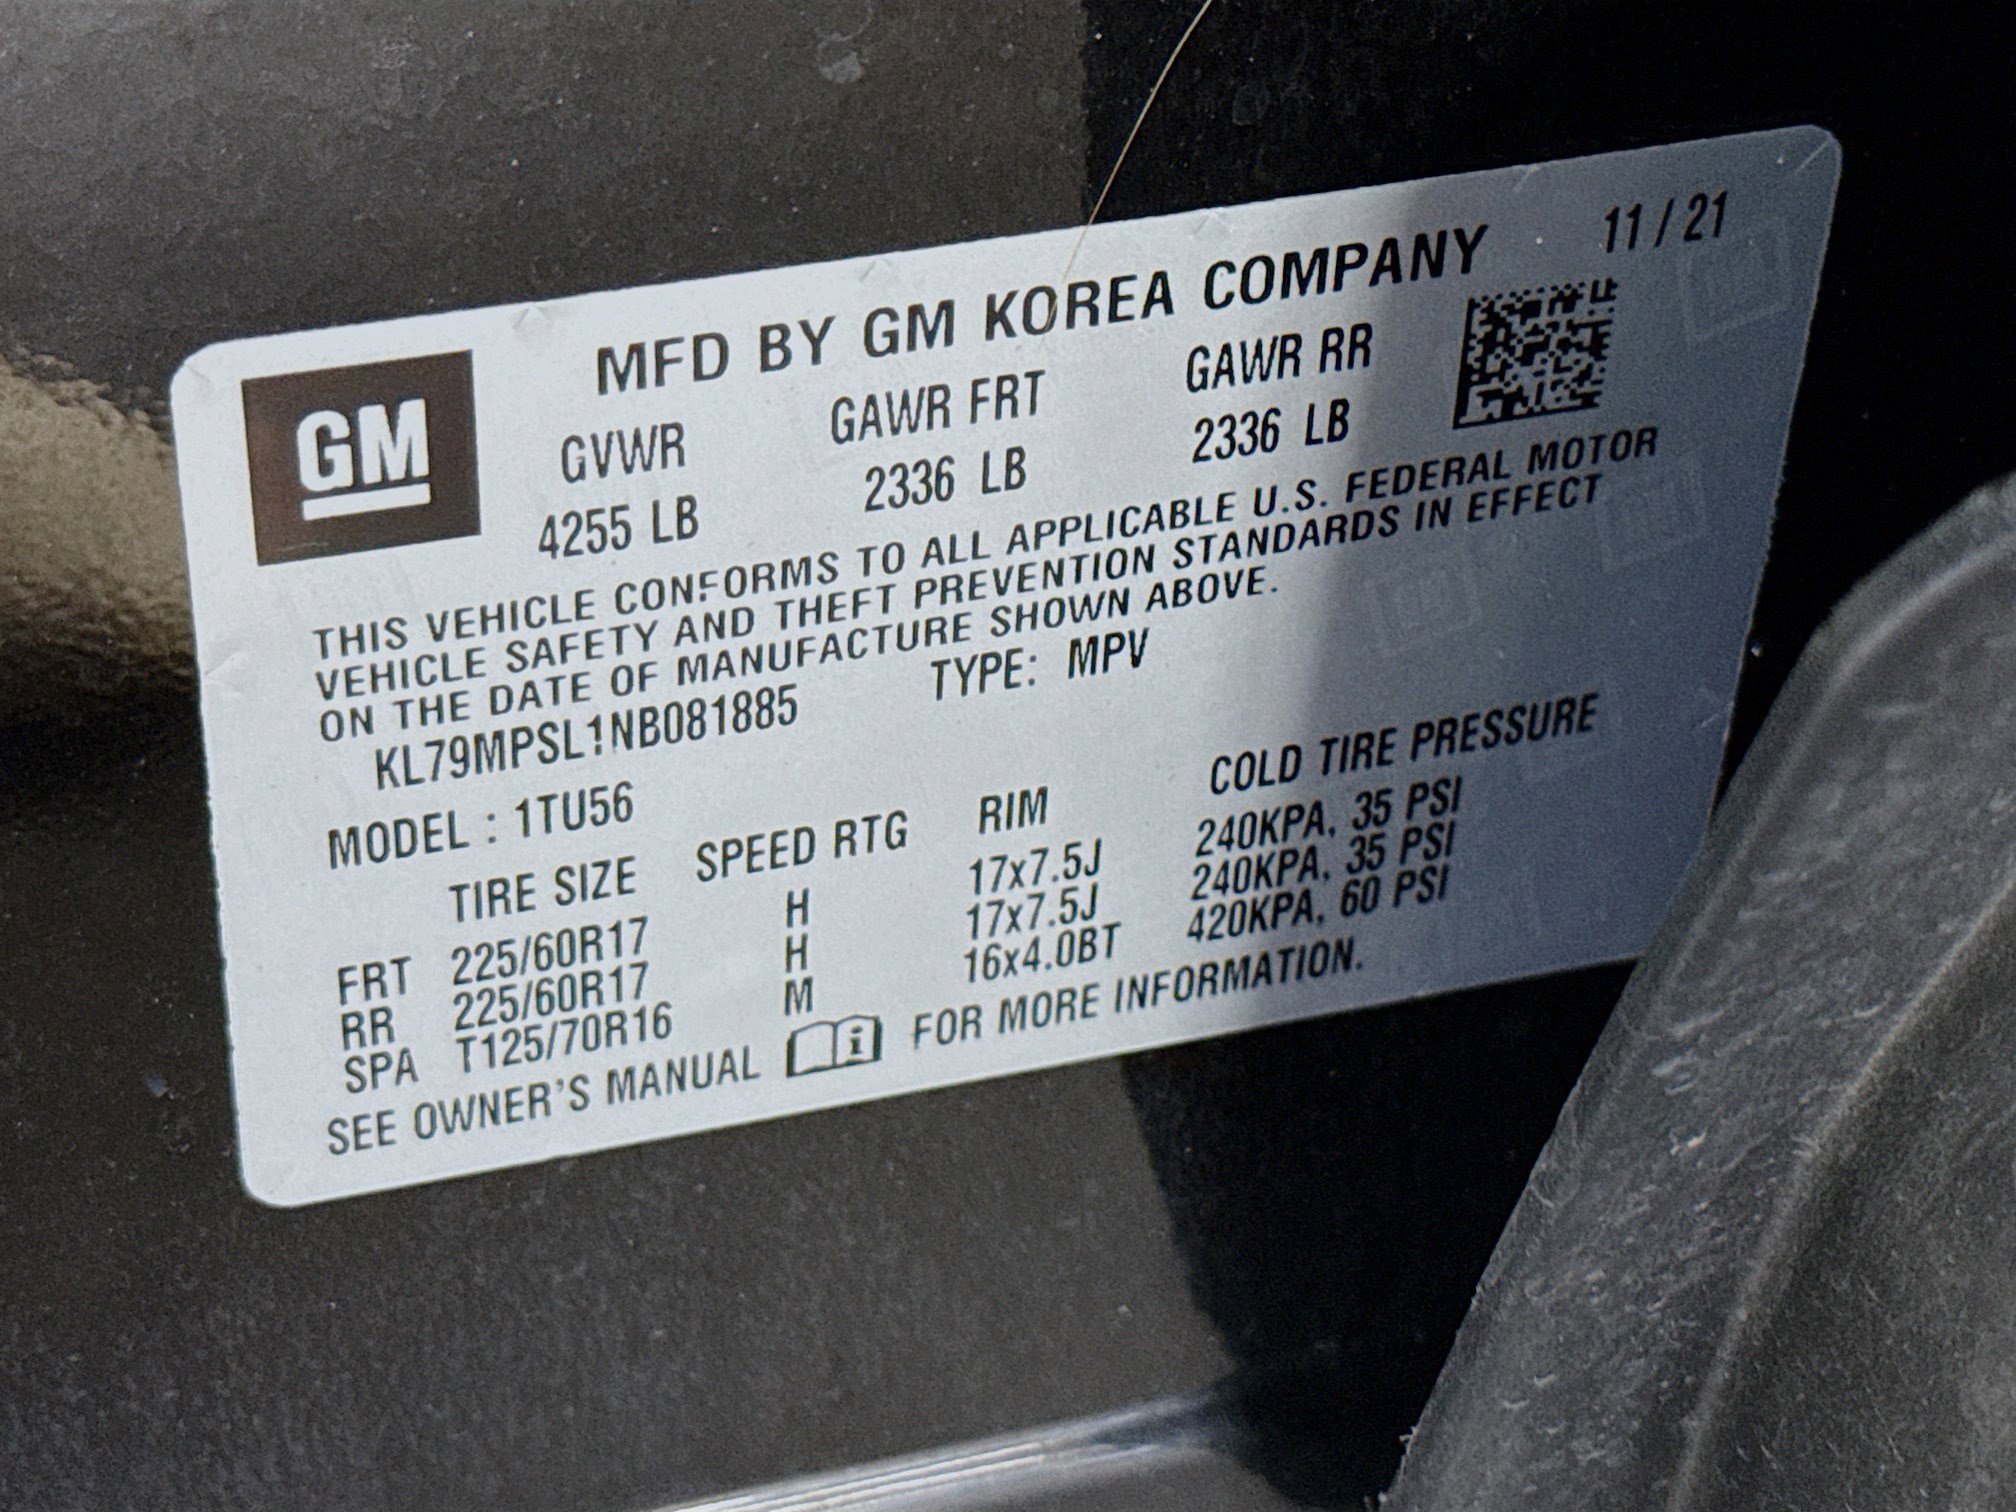 MFD BY GM KOREA COMPANY 11/21
GM
GVWR GAWR FRT GAWR RR
4255 LB 2336 LB 2336 LB
THIS VEHICLE CONFORMS TO ALL APPLICABLE U.S. FEDERAL MOTOR
VEHICLE SAFETY AND THEFT PREVENTION STANDARDS IN EFFECT
ON THE DATE OF MANUFACTURE SHOWN ABOVE.
KL79MPSL1NB081885 TYPE: MPV
MODEL : 1TU56
TIRE SIZE SPEED RTG RIM COLD TIRE PRESSURE
FRT 225/60R17 H 17x7.5J 240KPA, 35 PSI
RR 225/60R17 H 17x7.5J 240KPA, 35 PSI
SPA T125/70R16 M 16x4.0BT 420KPA, 60 PSI
SEE OWNER'S MANUAL i FOR MORE INFORMATION.